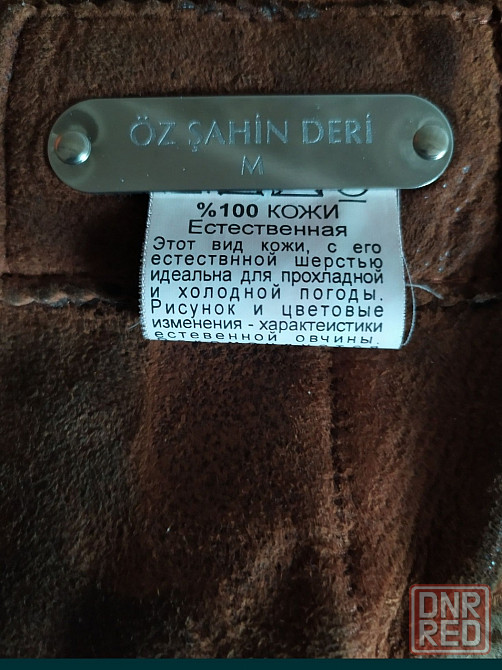 ÖZ ŞAHİN DERİ
M
%100 КОЖИ
Естественная
Этот вид кожи, с его
естествнной шерстью
идеальна для прохладной
и холодной погоды.
Рисунок и цветовые
изменения - характеистики
естевенной овчины.
DNR
RED